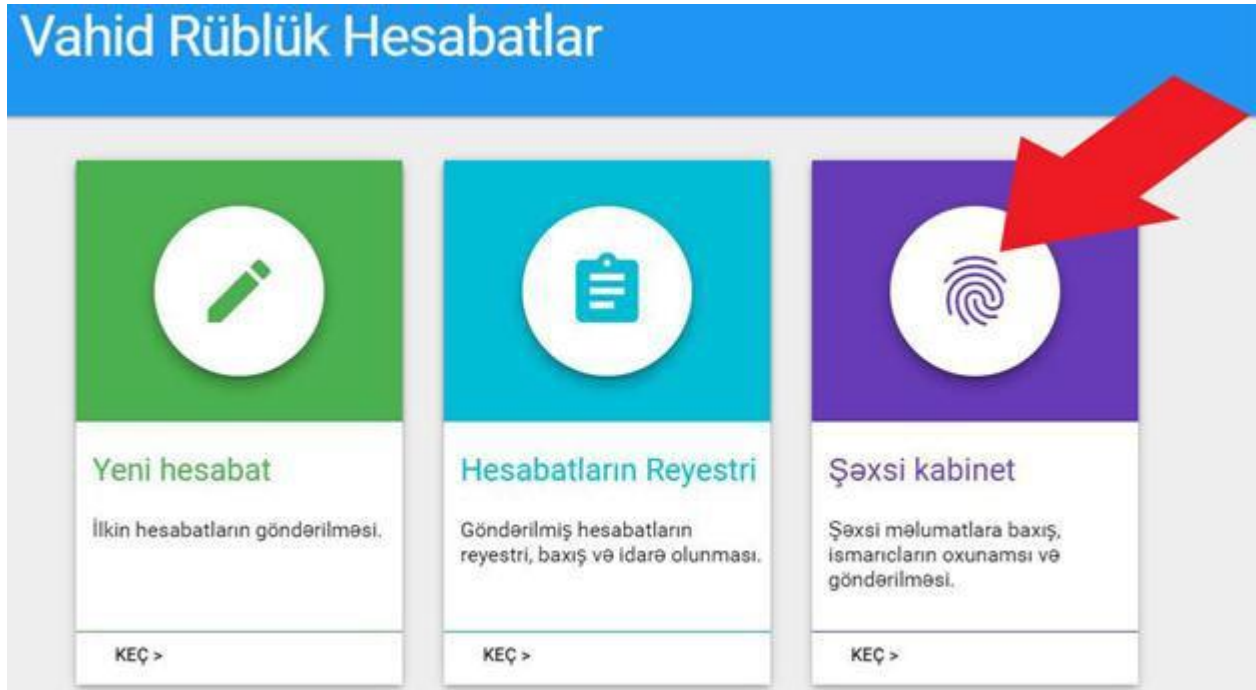 Vahid Rüblük Hesabatlar
Yeni hesabat
İlkin hesabatların göndərilməsi.
KEÇ >
Hesabatların Reyestri
Göndərilmiş hesabatların
reyestri, baxış və idarə olunması.
KEÇ >
Şəxsi kabinet
Şəxsi məlumatlara baxış,
ismarıcların oxunamsı və
göndərilməsi.
KEÇ >